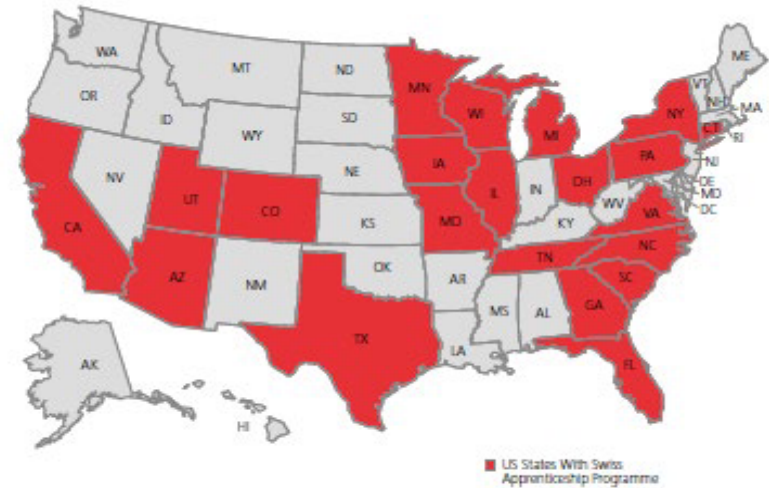 WA
MT
ND
MN
ME
VT
NH
OR
ID
SD
WI
NY
MA
WY
MI
CT
RI
IA
PA
NE
NJ
NV
UT
CO
IL
IN
OH
DE
MD
WV
DC
CA
KS
MO
KY
VA
AZ
NM
OK
AR
TN
NC
SC
MS
AL
GA
TX
LA
AK
FL
HI
US States With Swiss
Apprenticeship Programme